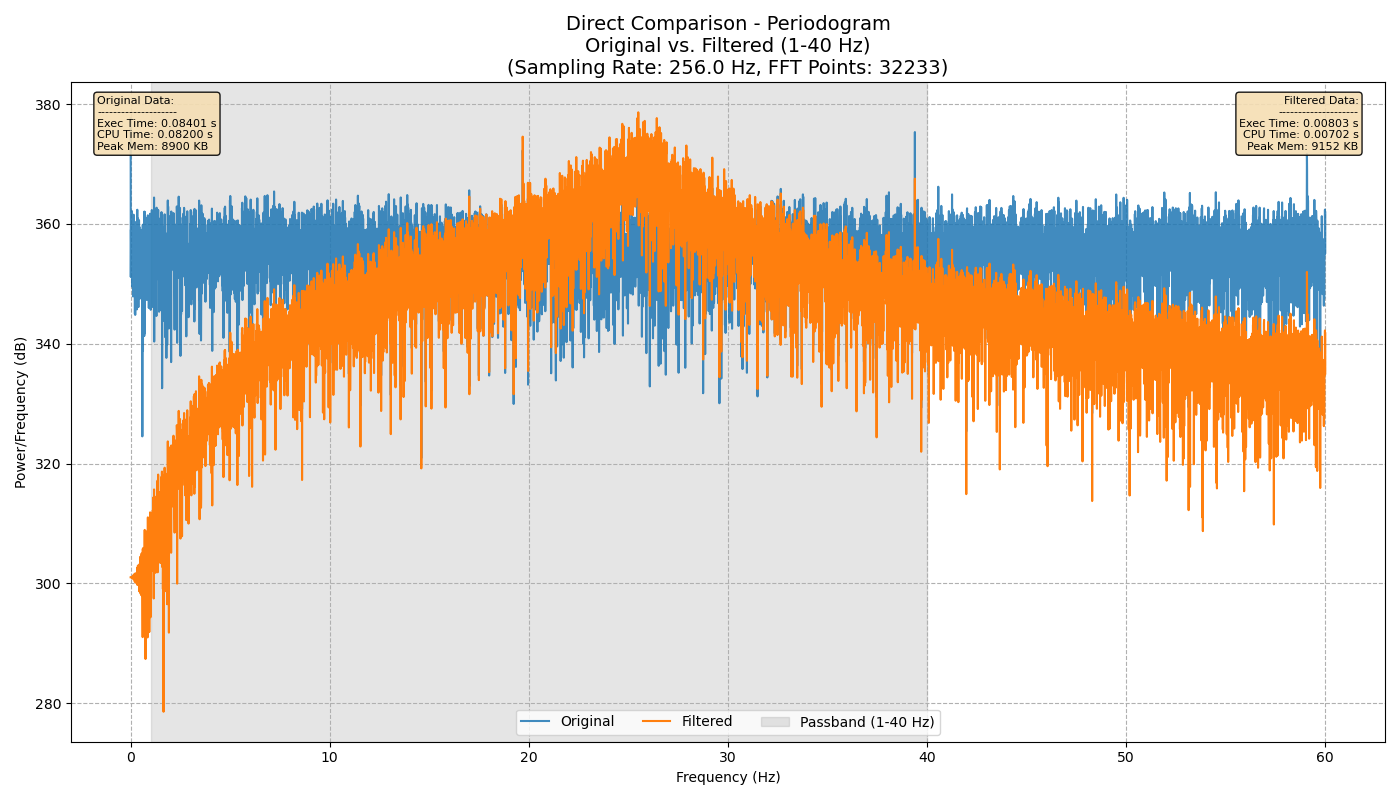 Direct Comparison - Periodogram
Original vs. Filtered (1-40 Hz)
(Sampling Rate: 256.0 Hz, FFT Points: 32233)
Original Data:
--------------------
Exec Time: 0.08401 s
CPU Time: 0.08200 s
Peak Mem: 8900 KB
Filtered Data:
--------------------
Exec Time: 0.00803 s
CPU Time: 0.00702 s
Peak Mem: 9152 KB
Power/Frequency (dB)
380
360
340
320
300
280
Original
Filtered
Passband (1-40 Hz)
0 10 20 30 40 50 60
Frequency (Hz)